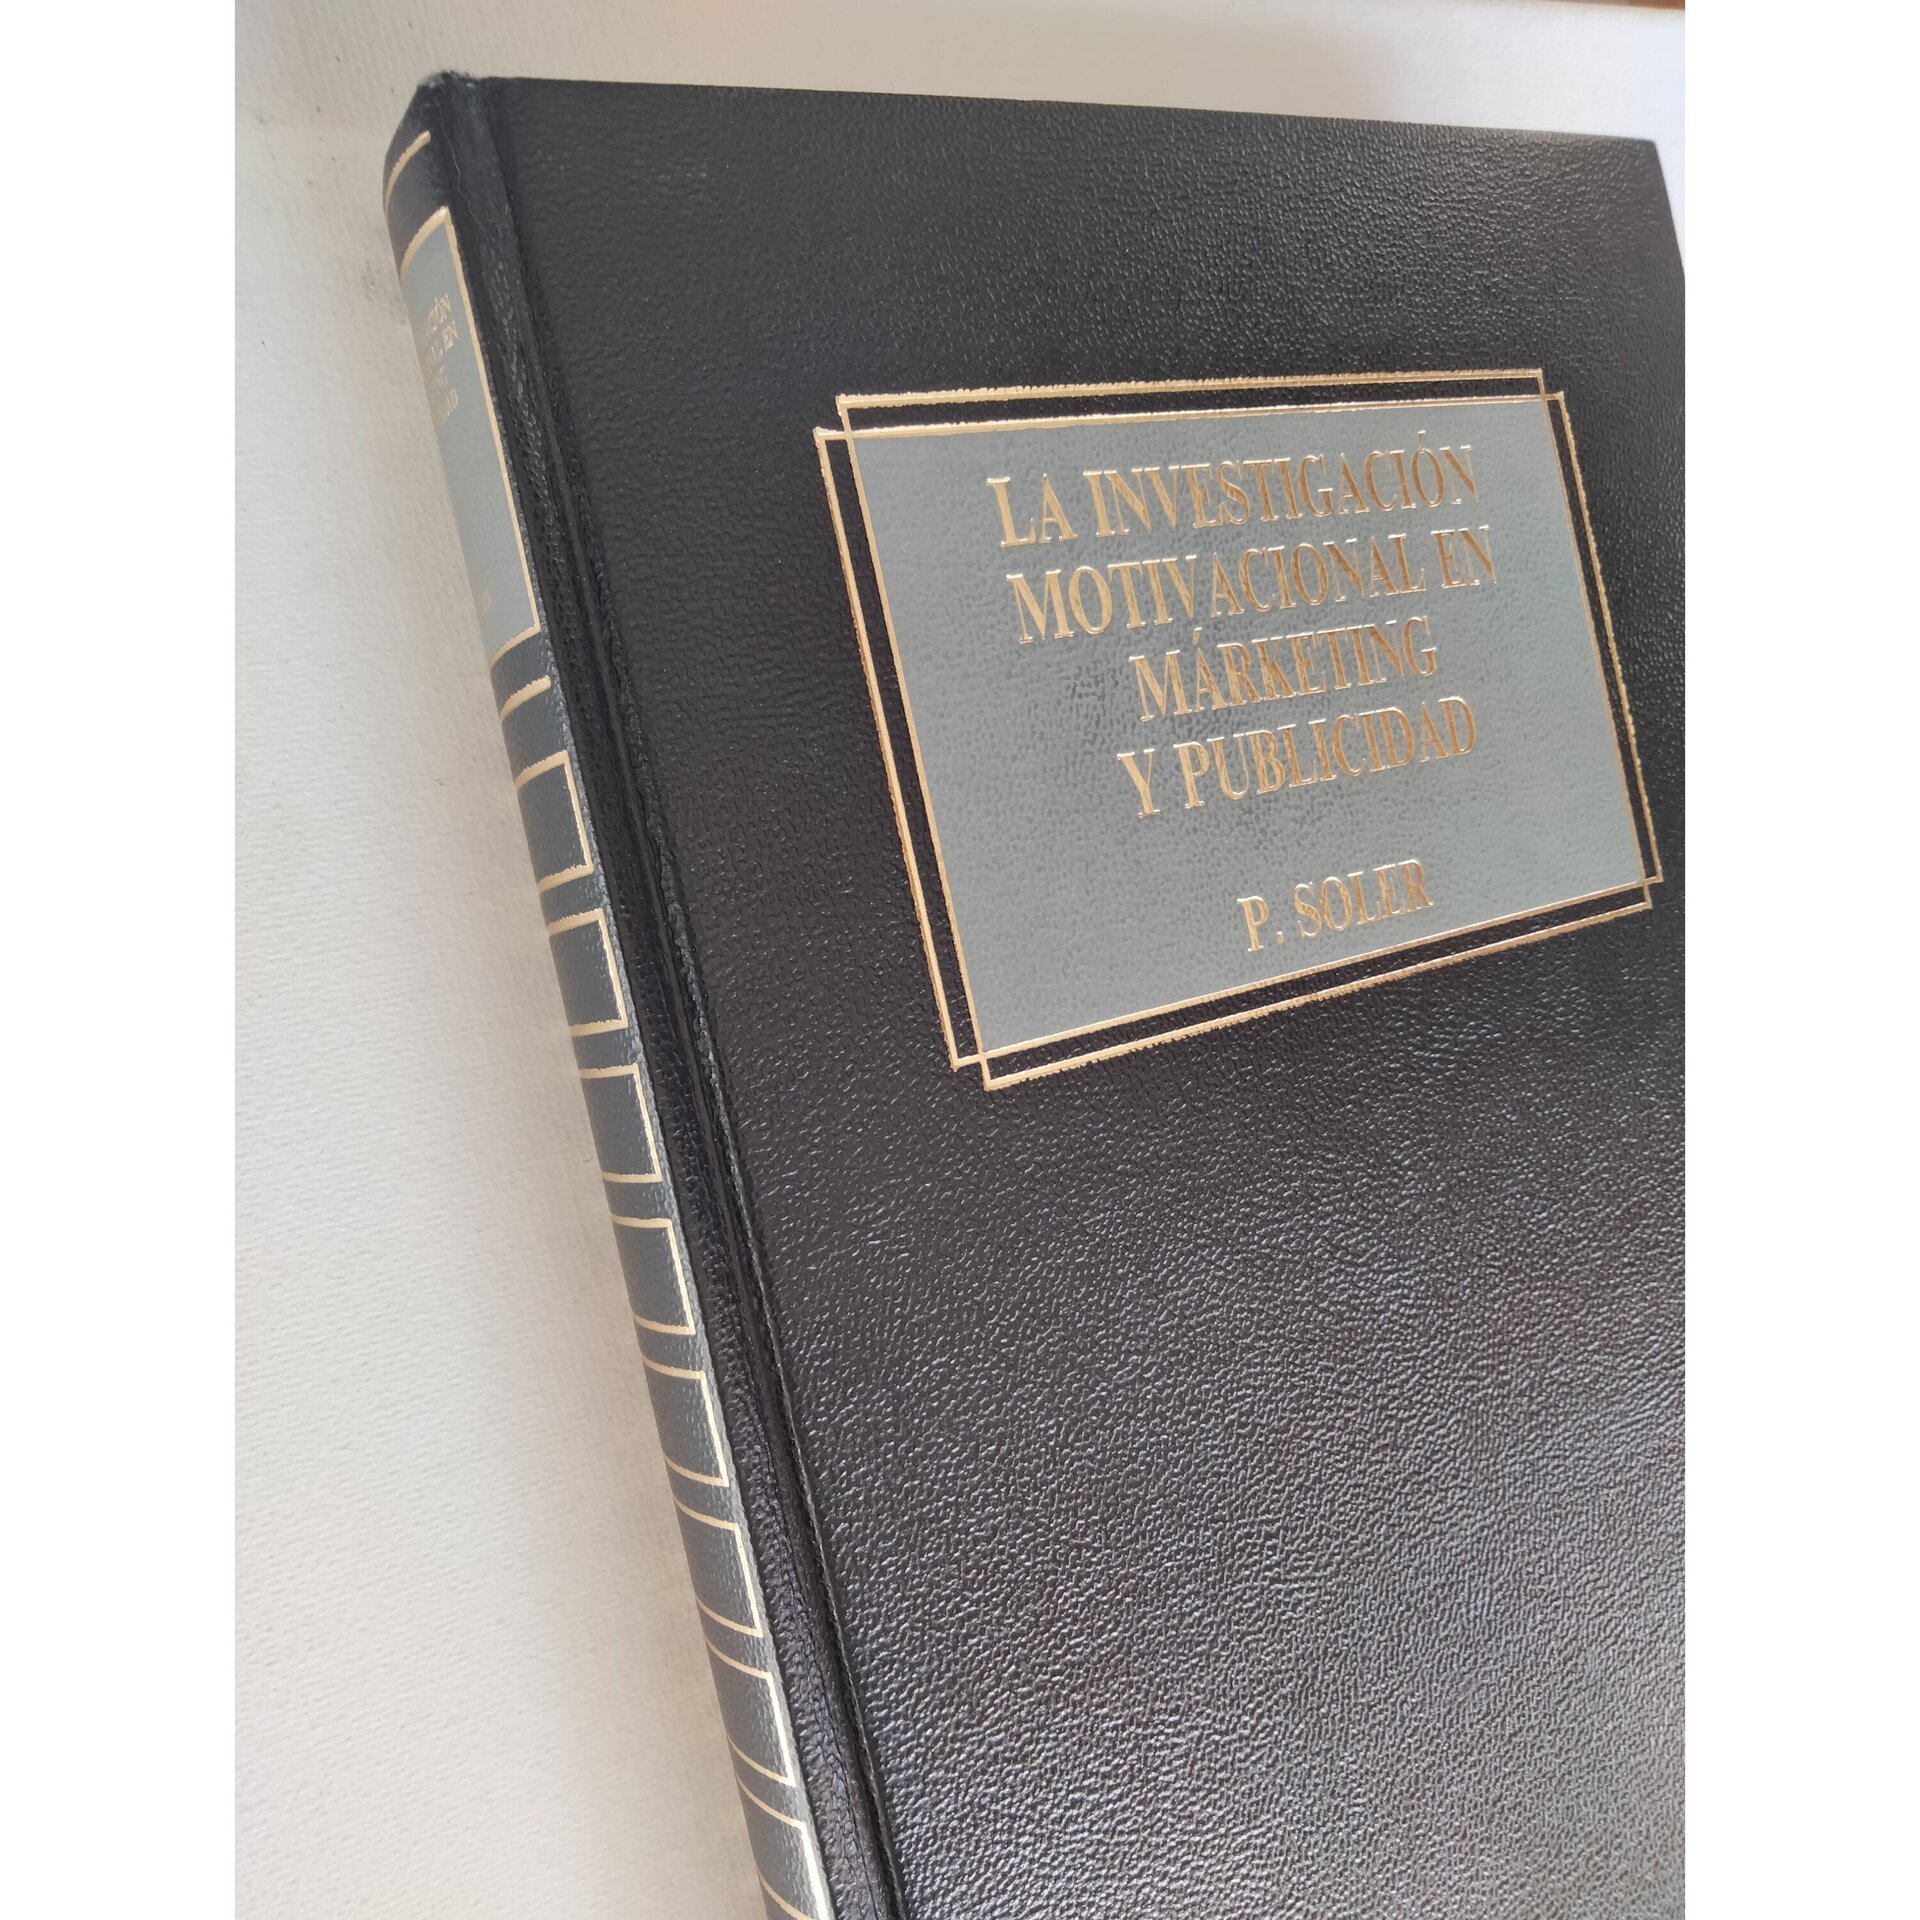 LA INVESTIGACIÓN
MOTIVACIONAL EN
MÁRKETING
Y PUBLICIDAD
P. SOLER